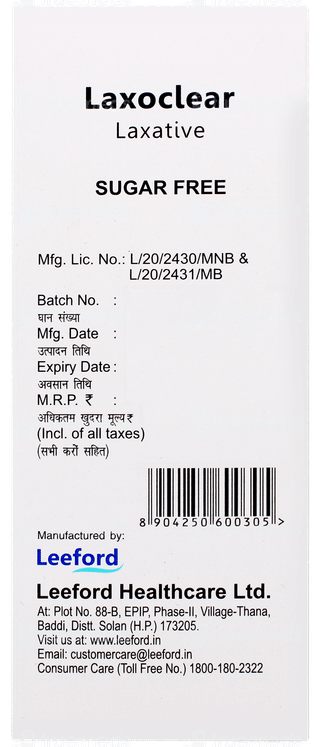 Laxoclear
Laxative
SUGAR FREE
Mfg. Lic. No.: L/20/2430/MNB &
L/20/2431/MB
Batch No. :
घान संख्या
Mfg. Date :
उत्पादन तिथि
Expiry Date :
अवसान तिथि
M.R.P. ₹ :
अधिकतम खुदरा मूल्य ₹
(Incl. of all taxes)
(सभी करों सहित)
8 904250 600305 >
Manufactured by:
Leeford
Leeford Healthcare Ltd.
At: Plot No. 88-B, EPIP, Phase-II, Village-Thana,
Baddi, Distt. Solan (H.P.) 173205.
Visit us at: www.leeford.in
Email: customercare@leeford.in
Consumer Care (Toll Free No.) 1800-180-2322